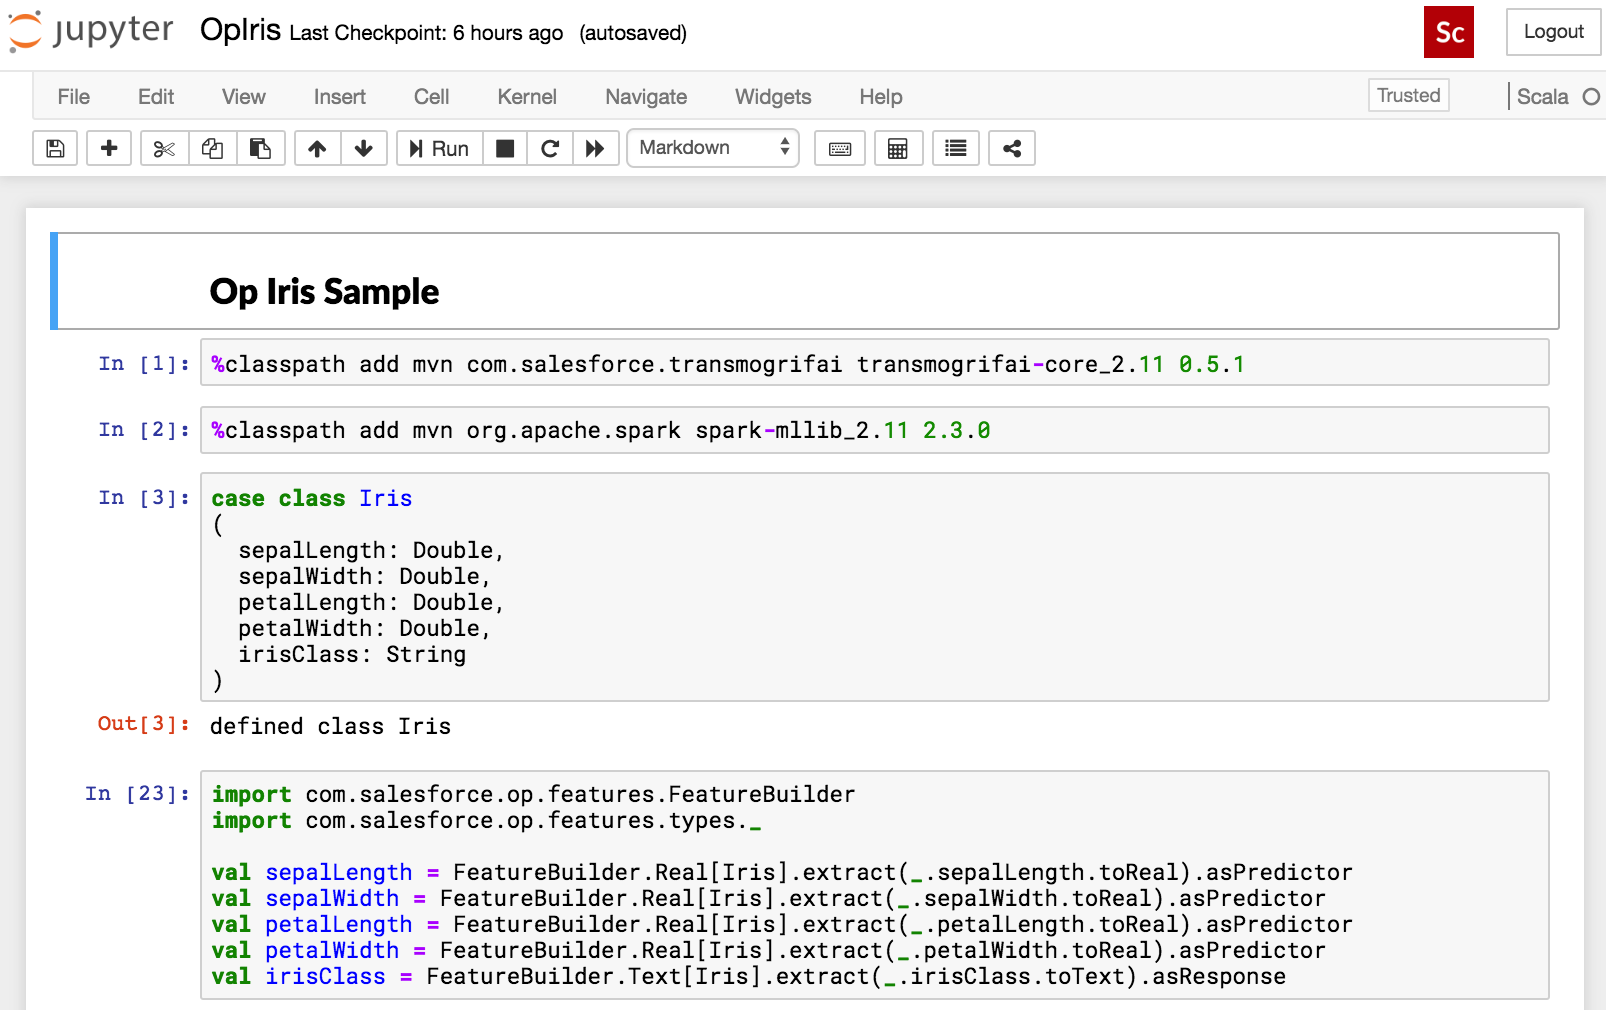 jupyter OpIris Last Checkpoint: 6 hours ago (autosaved) Sc Logout
File Edit View Insert Cell Kernel Navigate Widgets Help Trusted Scala
Run Markdown
Op Iris Sample
In [1]: %classpath add mvn com.salesforce.transmogrifai transmogrifai-core_2.11 0.5.1
In [2]: %classpath add mvn org.apache.spark spark-mllib_2.11 2.3.0
In [3]: case class Iris
(
  sepalLength: Double,
  sepalWidth: Double,
  petalLength: Double,
  petalWidth: Double,
  irisClass: String
)
Out[3]: defined class Iris
In [23]: import com.salesforce.op.features.FeatureBuilder
import com.salesforce.op.features.types._
val sepalLength = FeatureBuilder.Real[Iris].extract(_.sepalLength.toReal).asPredictor
val sepalWidth = FeatureBuilder.Real[Iris].extract(_.sepalWidth.toReal).asPredictor
val petalLength = FeatureBuilder.Real[Iris].extract(_.petalLength.toReal).asPredictor
val petalWidth = FeatureBuilder.Real[Iris].extract(_.petalWidth.toReal).asPredictor
val irisClass = FeatureBuilder.Text[Iris].extract(_.irisClass.toText).asResponse